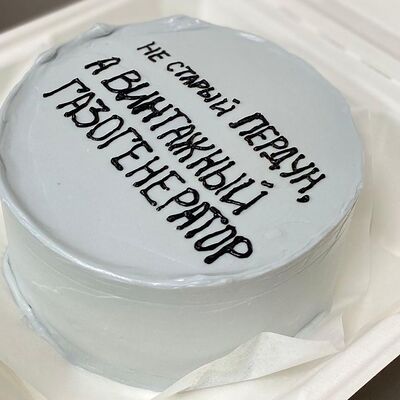 НЕ СТАРЫЙ ПЕРДУН,
А ВИНТАЖНЫЙ
ГАЗОГЕНЕРАТОР